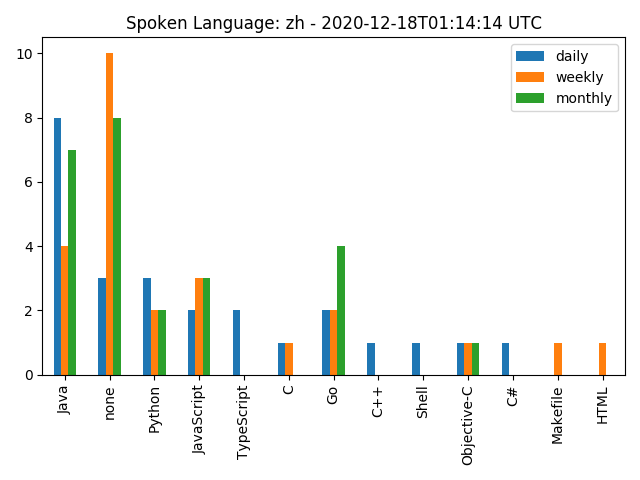 Spoken Language: zh - 2020-12-18T01:14:14 UTC
daily
weekly
monthly
10
8
6
4
2
0
Java
none
Python
JavaScript
TypeScript
C
Go
C++
Shell
Objective-C
C#
Makefile
HTML